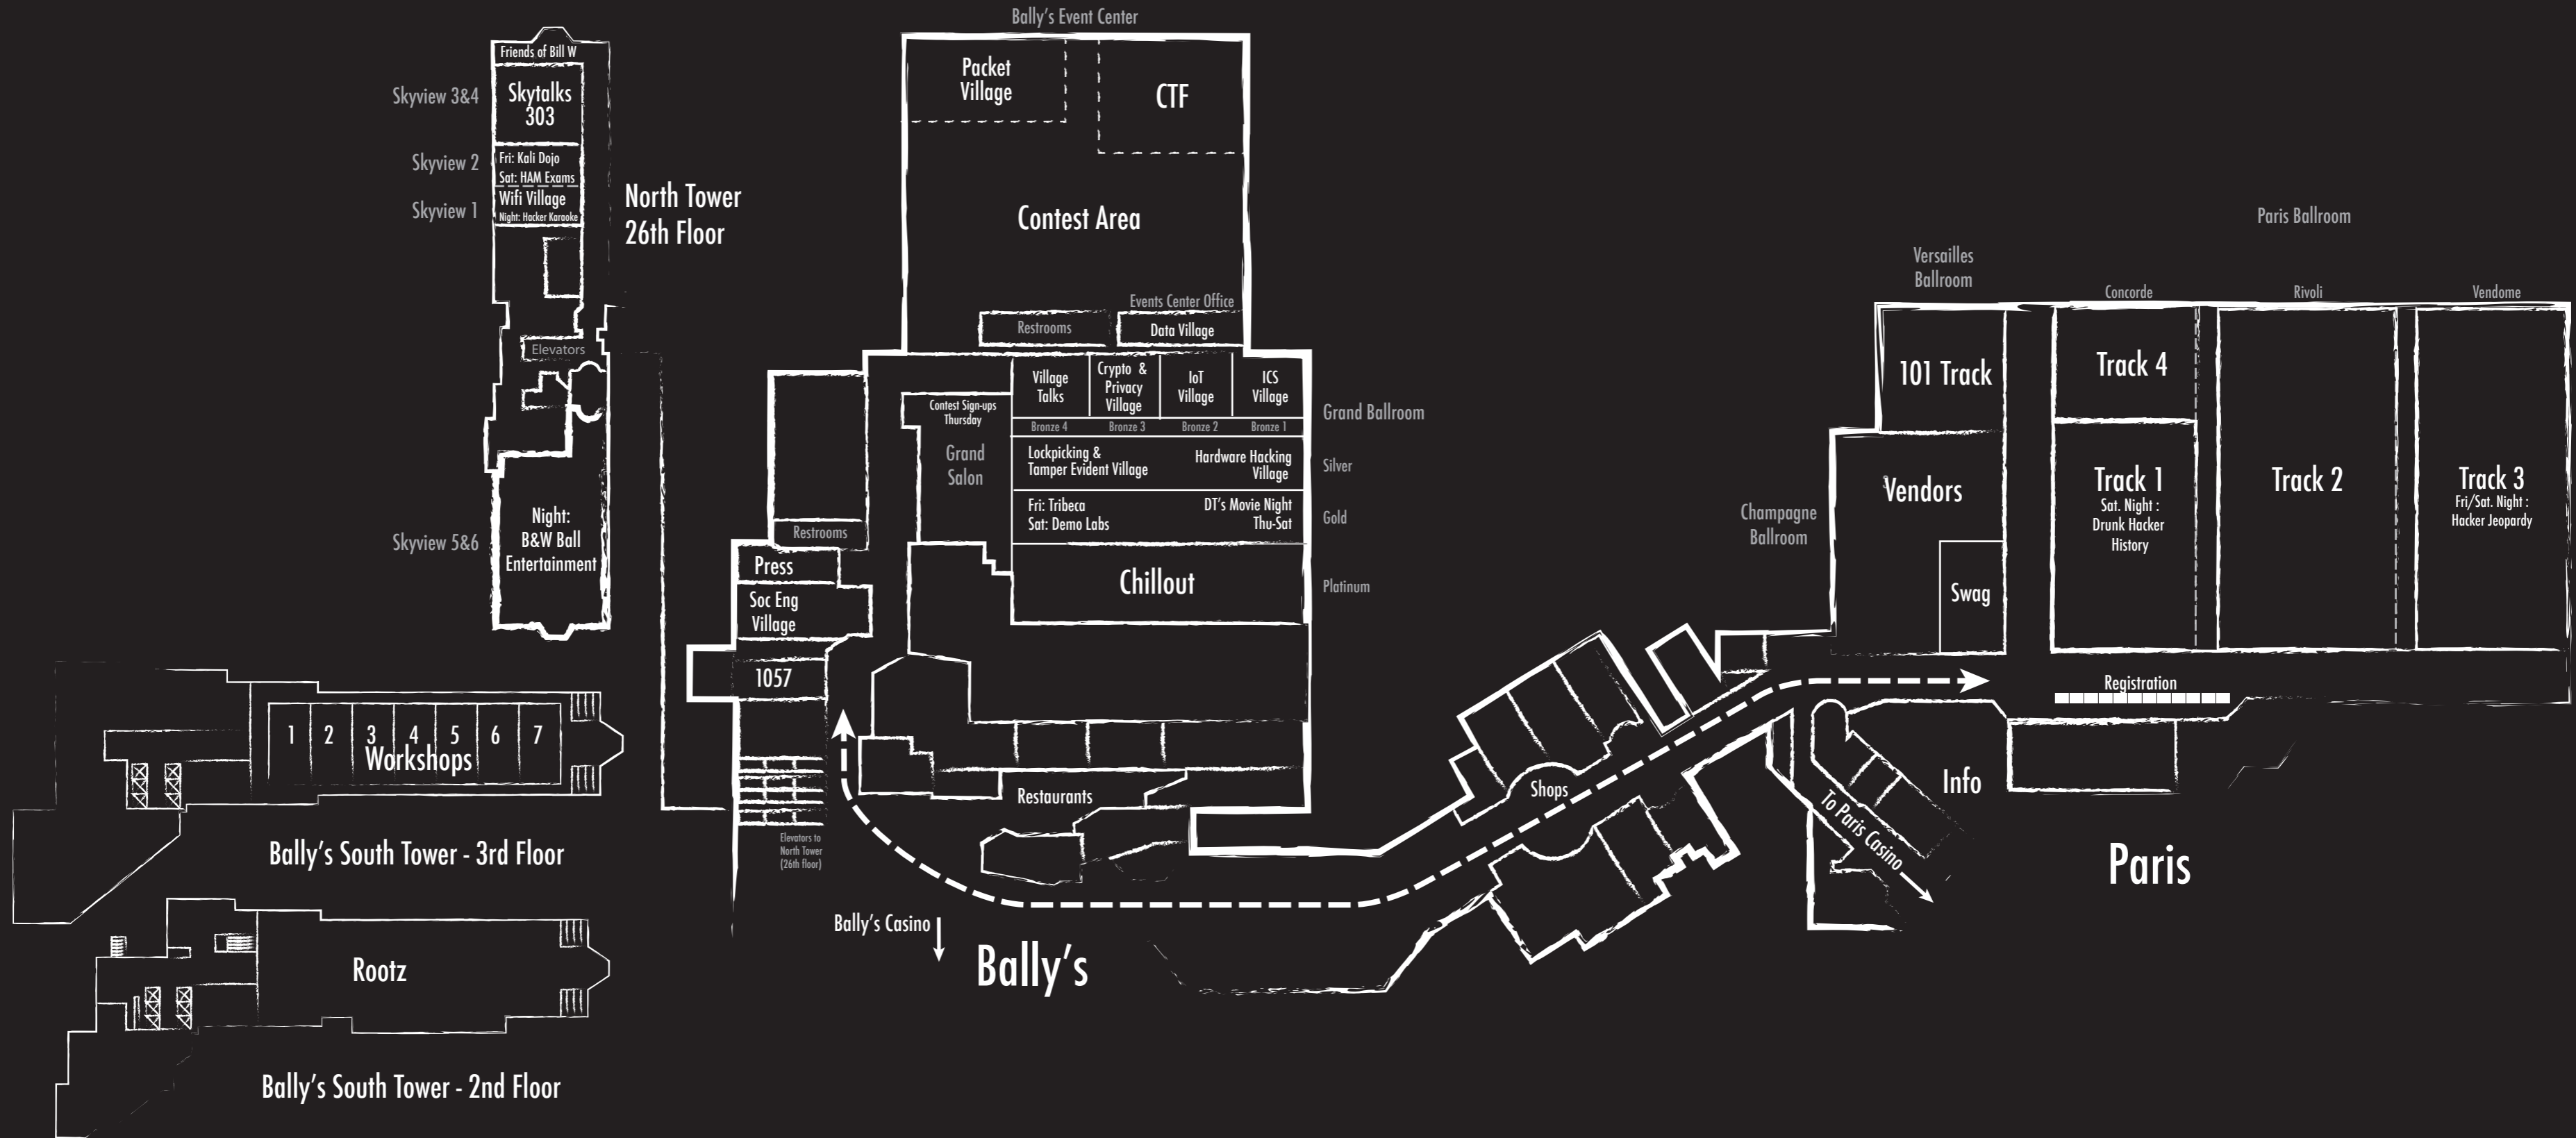 Bally's Event Center
Friends of Bill W
Skyview 3&4
Skytalks
303
Skyview 2
Fri: Kali Dojo
Sat: HAM Exams
Skyview 1
Wifi Village
Night: Hacker Karaoke
North Tower
26th Floor
Elevators
Skyview 5&6
Night:
B&W Ball
Entertainment
Packet
Village
CTF
Contest Area
Events Center Office
Restrooms
Data Village
Village
Talks
Crypto &
Privacy
Village
IoT
Village
ICS
Village
Contest Sign-ups
Thursday
Bronze 4
Bronze 3
Bronze 2
Bronze 1
Grand Ballroom
Grand
Salon
Lockpicking &
Tamper Evident Village
Hardware Hacking
Village
Silver
Fri: Tribeca
Sat: Demo Labs
DT's Movie Night
Thu-Sat
Gold
Restrooms
Press
Chillout
Platinum
Soc Eng
Village
1057
Restaurants
Elevators to
North Tower
(26th floor)
Bally's Casino
Bally's
Shops
Paris Ballroom
Versailles
Ballroom
Concorde
Rivoli
Vendome
101 Track
Track 4
Champagne
Ballroom
Vendors
Swag
Track 1
Sat. Night :
Drunk Hacker
History
Track 2
Track 3
Fri/Sat. Night :
Hacker Jeopardy
Registration
Info
To Paris Casino
Paris
1 2 3 4 5 6 7
Workshops
Bally's South Tower - 3rd Floor
Rootz
Bally's South Tower - 2nd Floor